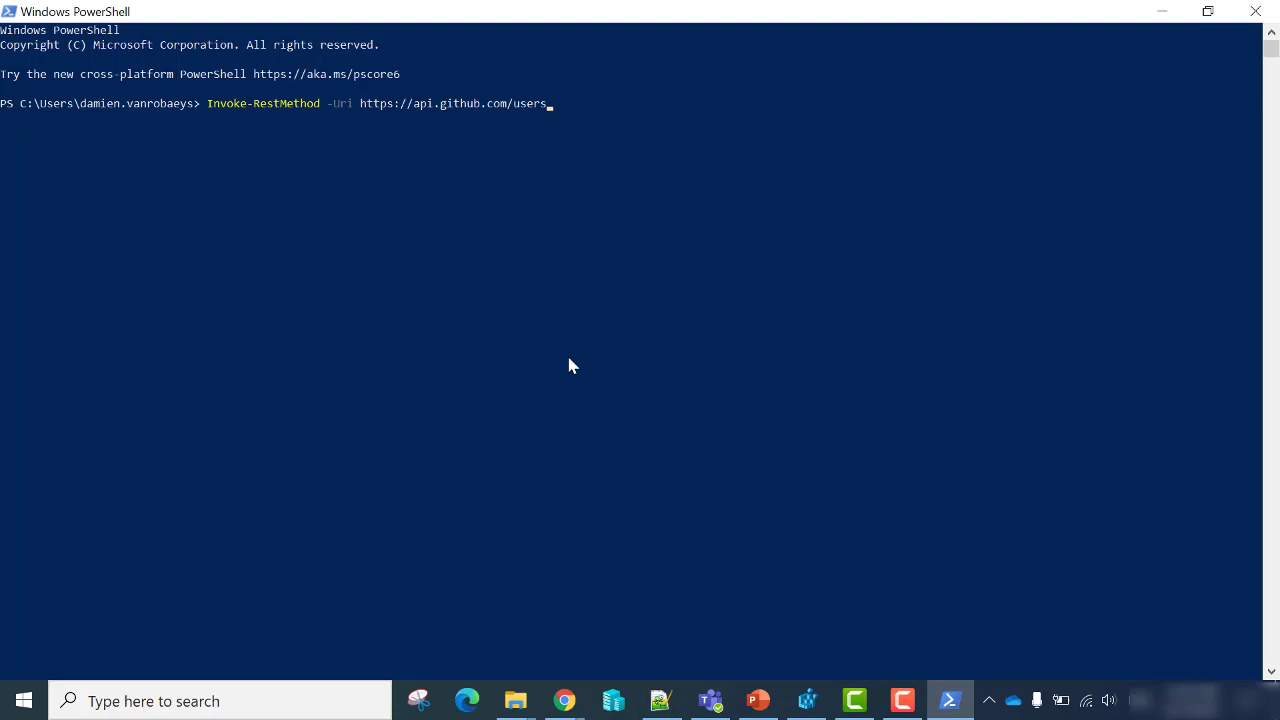 Windows PowerShell
Windows PowerShell
Copyright (C) Microsoft Corporation. All rights reserved.
Try the new cross-platform PowerShell https://aka.ms/pscore6
PS C:\Users\damien.vanrobaeys> Invoke-RestMethod -Uri https://api.github.com/users_
Type here to search